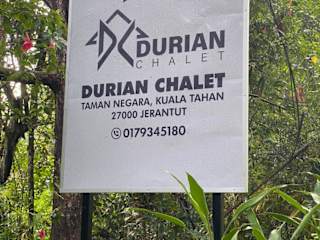 DURIAN
CHALET
DURIAN CHALET
TAMAN NEGARA, KUALA TAHAN
27000 JERANTUT
0179345180